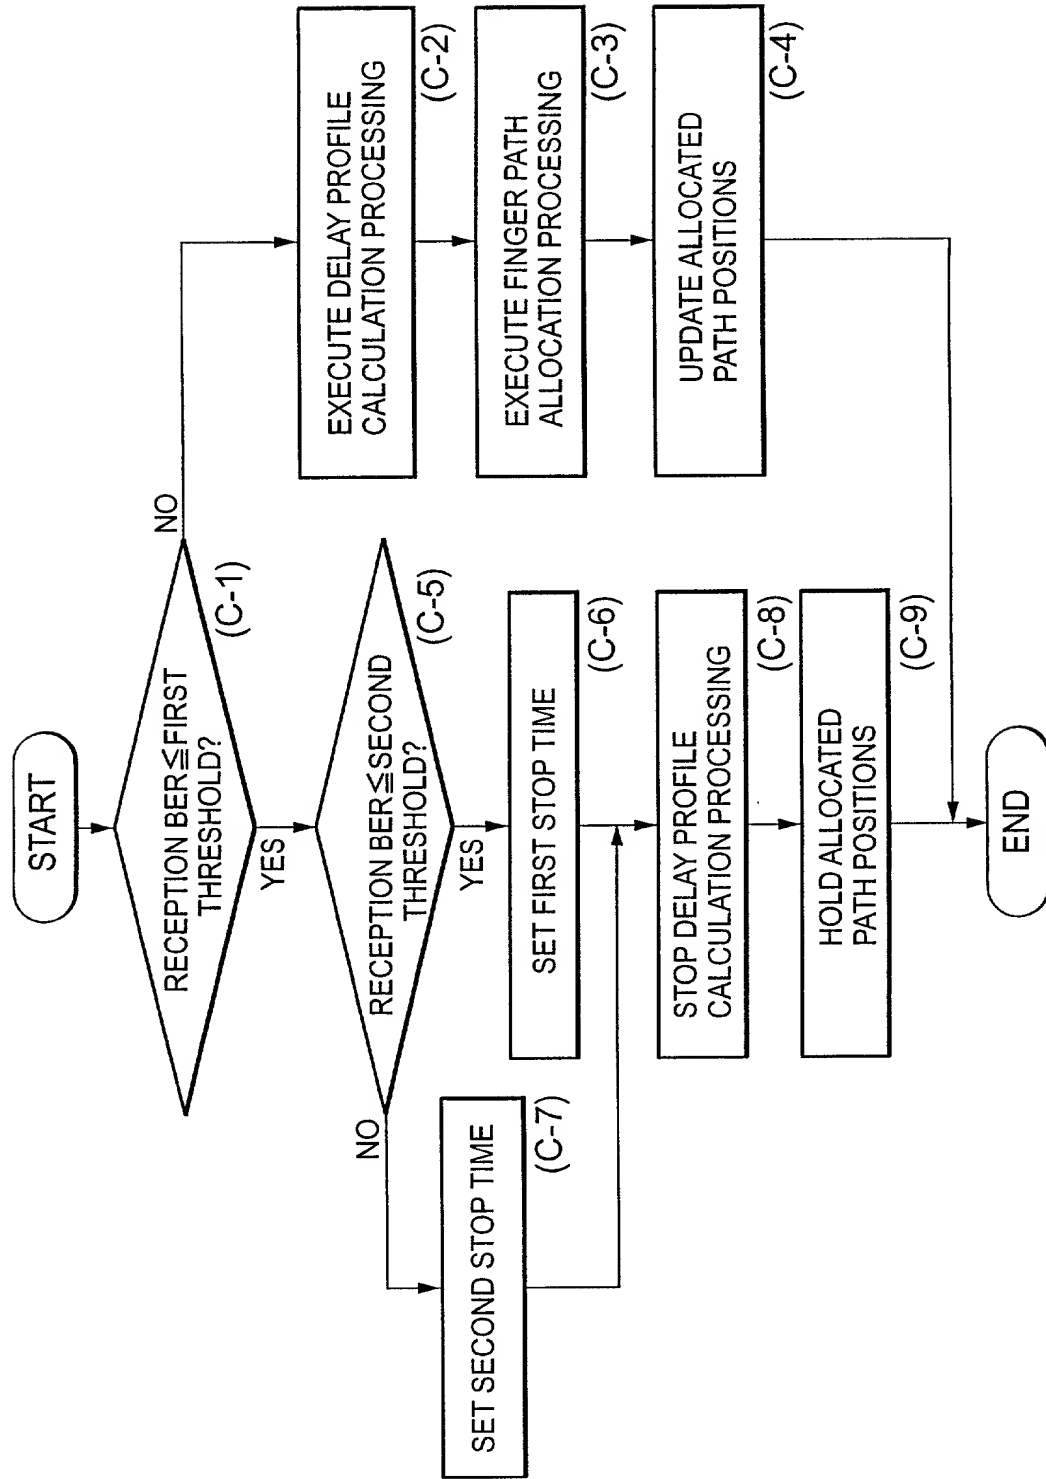 START
RECEPTION BER≦FIRST
THRESHOLD?
(C-1)
NO
YES
EXECUTE DELAY PROFILE
CALCULATION PROCESSING
(C-2)
EXECUTE FINGER PATH
ALLOCATION PROCESSING
(C-3)
UPDATE ALLOCATED
PATH POSITIONS
(C-4)
RECEPTION BER≦SECOND
THRESHOLD?
(C-5)
NO
YES
SET FIRST STOP TIME
(C-6)
SET SECOND STOP TIME
(C-7)
STOP DELAY PROFILE
CALCULATION PROCESSING
(C-8)
HOLD ALLOCATED
PATH POSITIONS
(C-9)
END